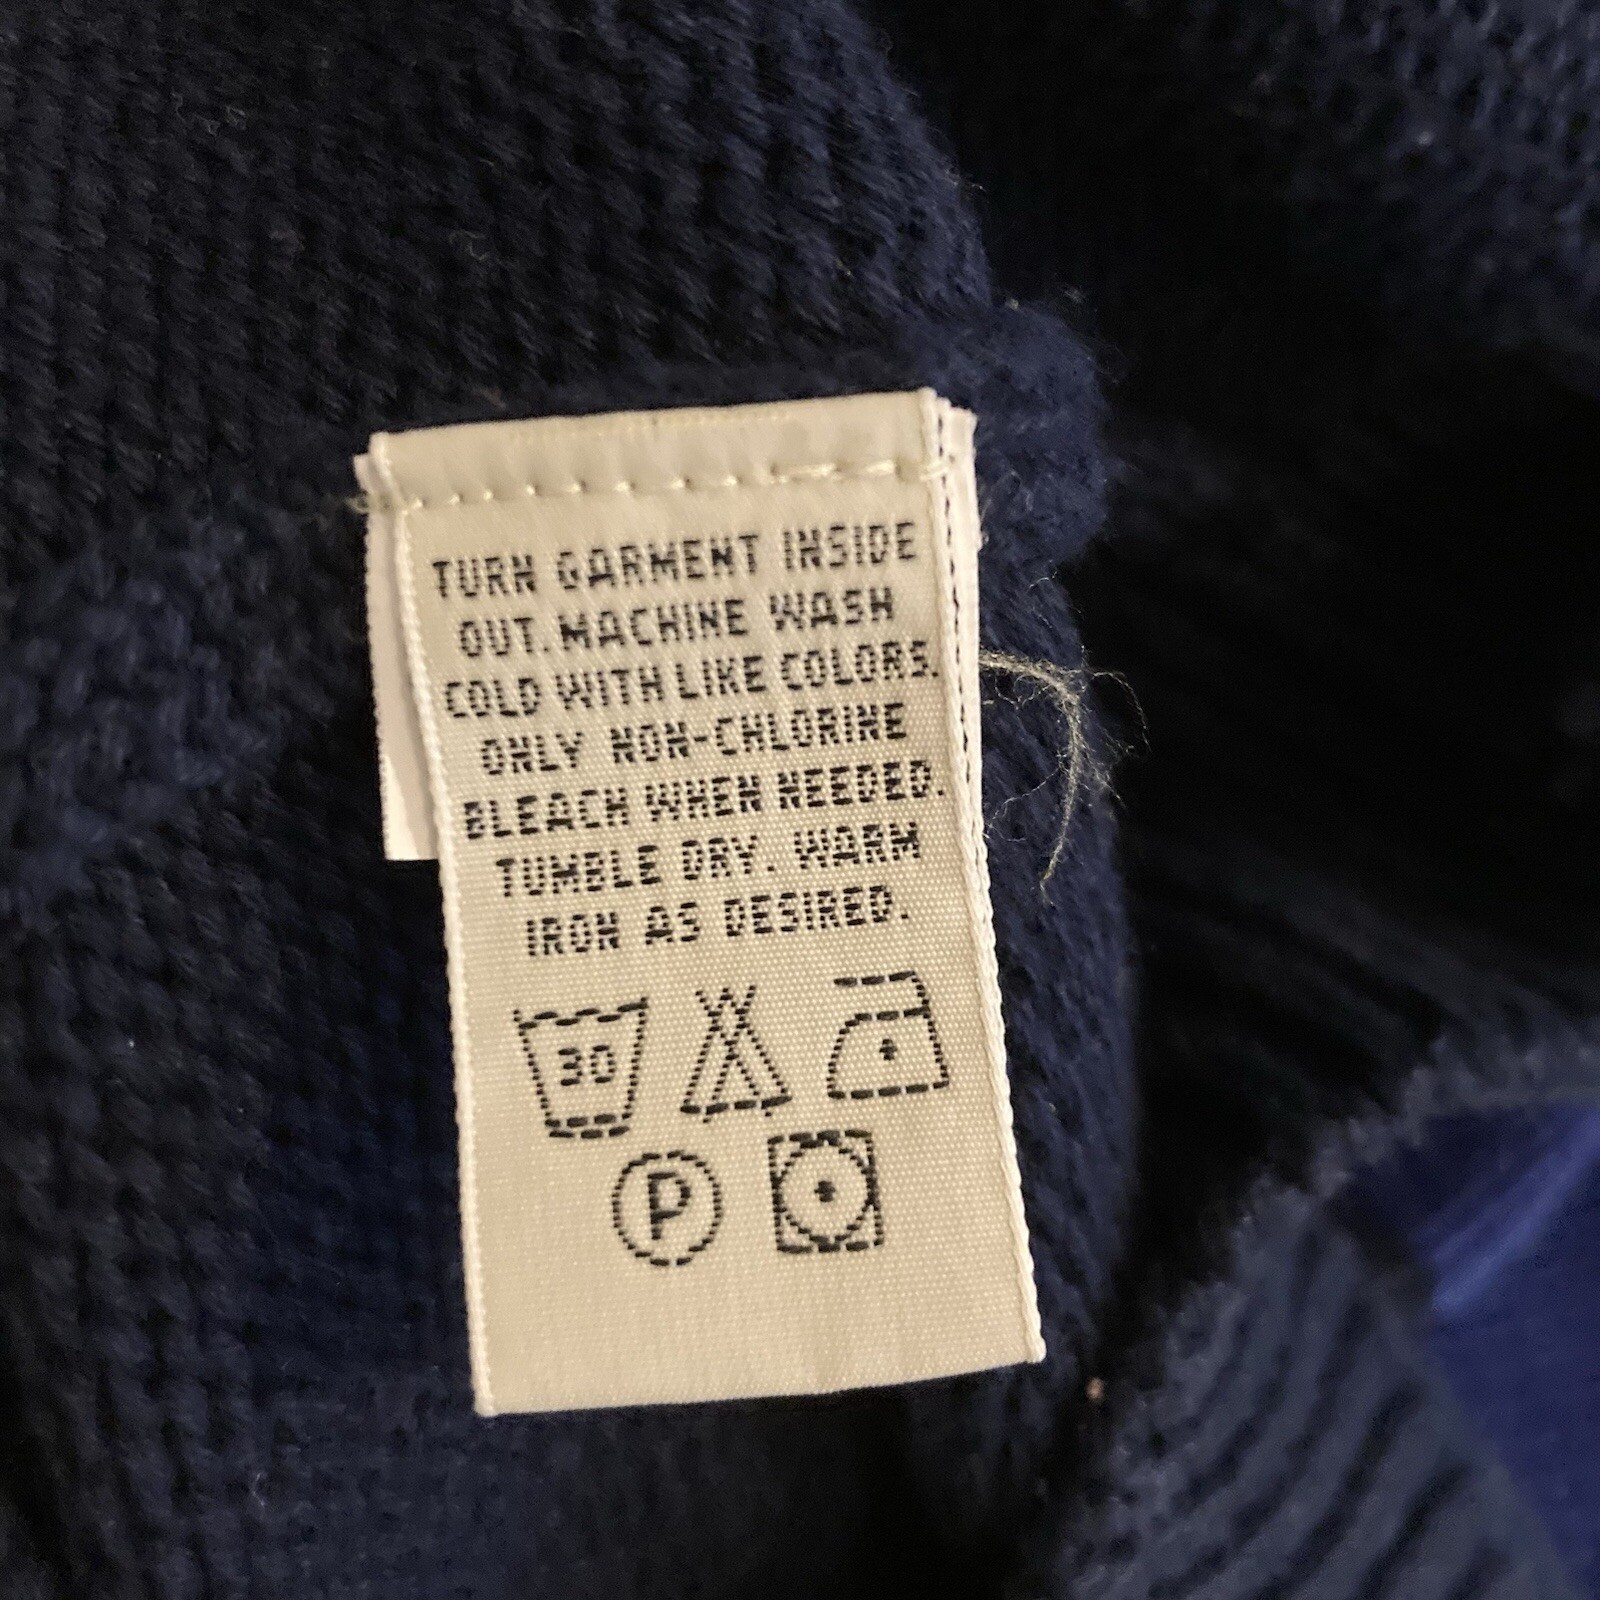 TURN GARMENT INSIDE
OUT. MACHINE WASH
COLD WITH LIKE COLORS.
ONLY NON-CHLORINE
BLEACH WHEN NEEDED.
TUMBLE DRY. WARM
IRON AS DESIRED.
30
P